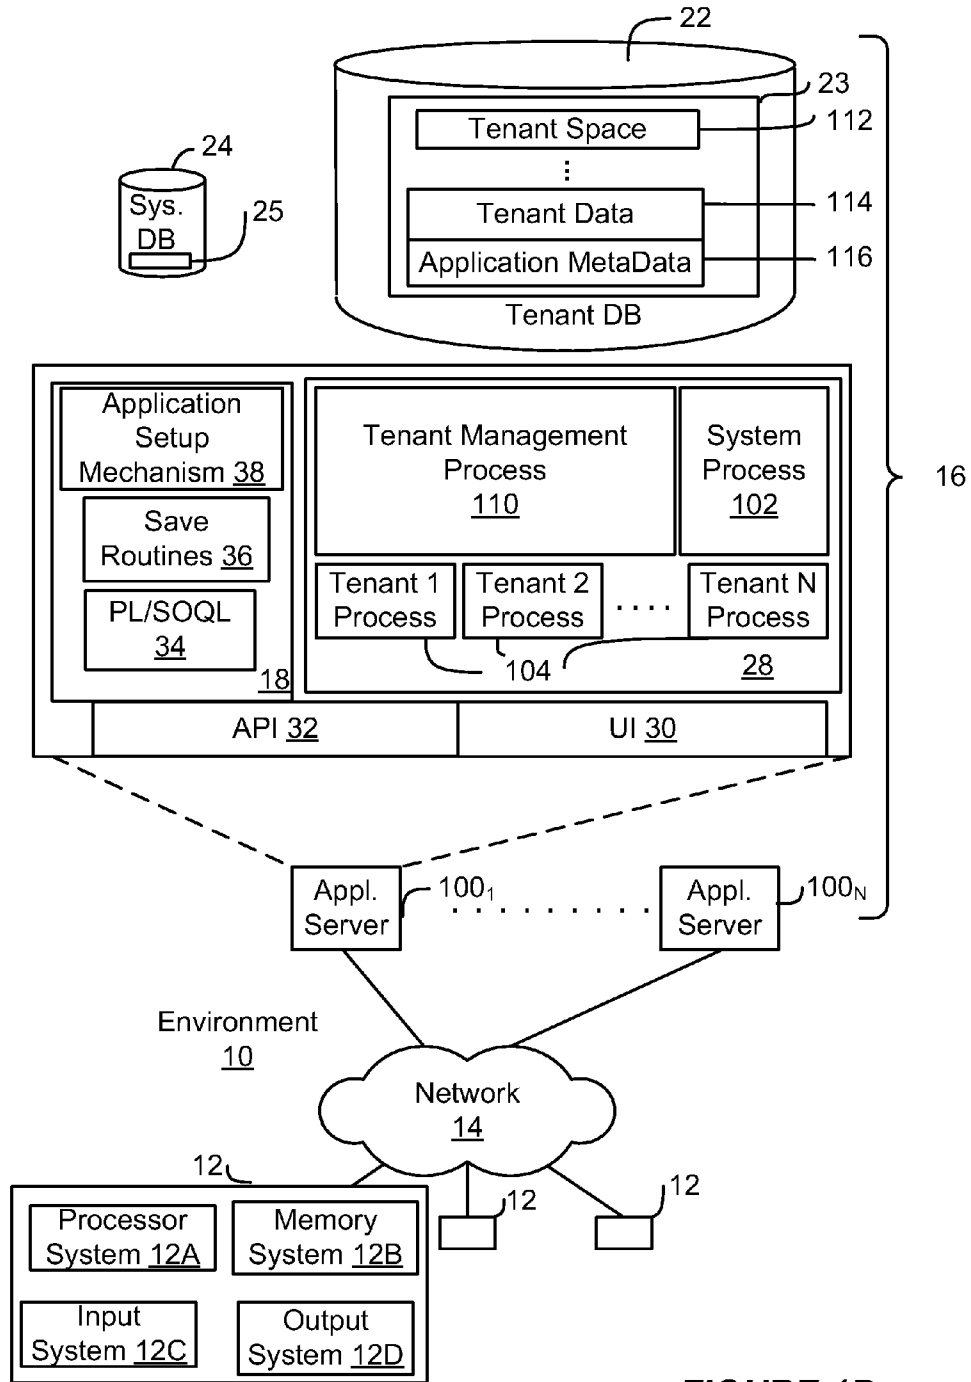 22
23
Tenant Space
112
24
Sys.
DB
25
Tenant Data
114
Application MetaData
116
Tenant DB
Application
Setup
Mechanism 38
Tenant Management
Process
110
System
Process
102
16
Save
Routines 36
Tenant 1
Process
Tenant 2
Process
. . . .
Tenant N
Process
PL/SOQL
34
104
28
18
API 32
UI 30
Appl.
Server
100₁
. . . . . . . . . .
Appl.
Server
100N
Environment
10
Network
14
12
12
12
Processor
System 12A
Memory
System 12B
Input
System 12C
Output
System 12D